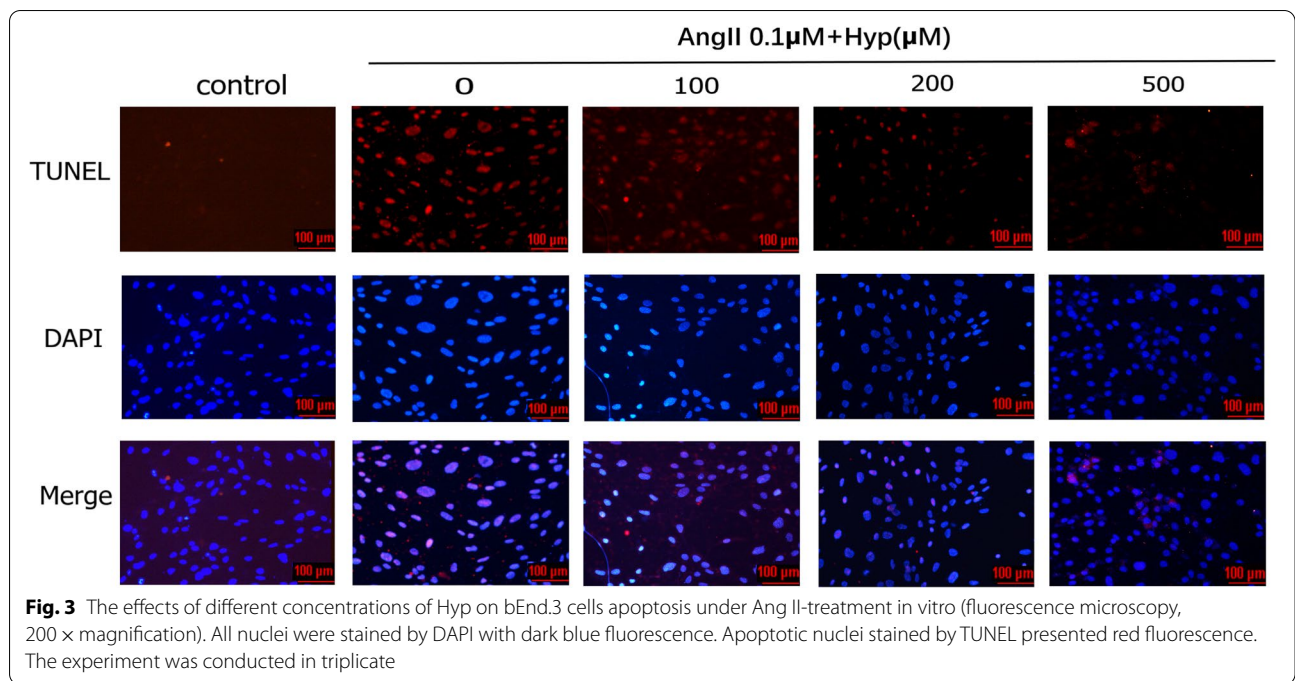 AngII 0.1µM+Hyp(µM)
control O 100 200 500
TUNEL
100 µm 100 µm 100 µm 100 µm 100 µm
DAPI
100 µm 100 µm 100 µm 100 µm 100 µm
Merge
100 µm 100 µm 100 µm 100 µm 100 µm
Fig. 3 The effects of different concentrations of Hyp on bEnd.3 cells apoptosis under Ang II-treatment in vitro (fluorescence microscopy,
200 × magnification). All nuclei were stained by DAPI with dark blue fluorescence. Apoptotic nuclei stained by TUNEL presented red fluorescence.
The experiment was conducted in triplicate